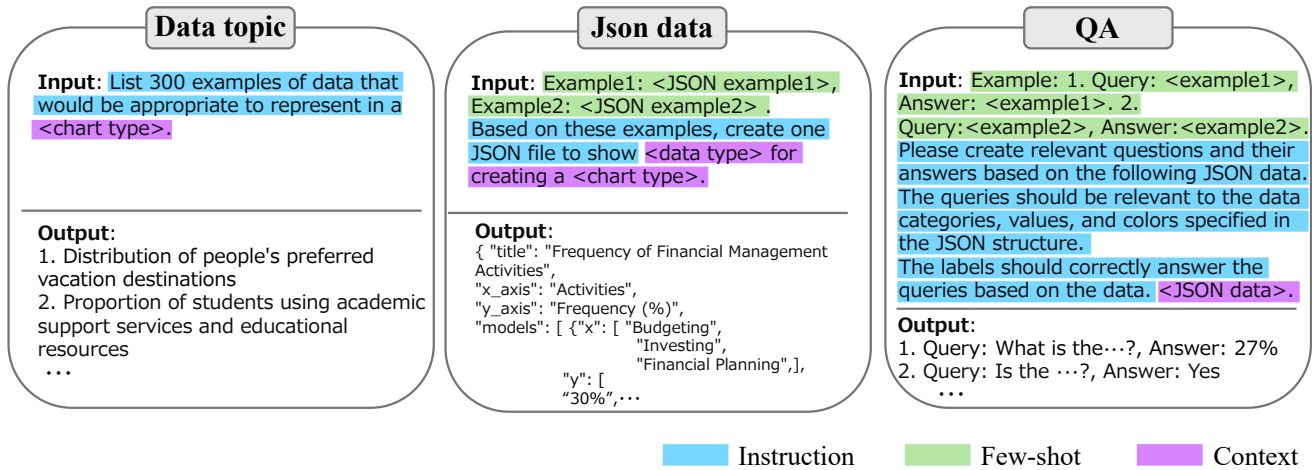 Data topic
Input: List 300 examples of data that
would be appropriate to represent in a
<chart type>.
Output:
1. Distribution of people's preferred
vacation destinations
2. Proportion of students using academic
support services and educational
resources
...
Json data
Input: Example1: <JSON example1>,
Example2: <JSON example2> .
Based on these examples, create one
JSON file to show <data type> for
creating a <chart type>.
Output:
{ "title": "Frequency of Financial Management
Activities",
"x_axis": "Activities",
"y_axis": "Frequency (%)",
"models": [ {"x": [ "Budgeting",
"Investing",
"Financial Planning",],
"y": [
“30%”,···
QA
Input: Example: 1. Query: <example1>,
Answer: <example1>. 2.
Query:<example2>, Answer:<example2>.
Please create relevant questions and their
answers based on the following JSON data.
The queries should be relevant to the data
categories, values, and colors specified in
the JSON structure.
The labels should correctly answer the
queries based on the data. <JSON data>.
Output:
1. Query: What is the···?, Answer: 27%
2. Query: Is the ···?, Answer: Yes
...
Instruction Few-shot Context